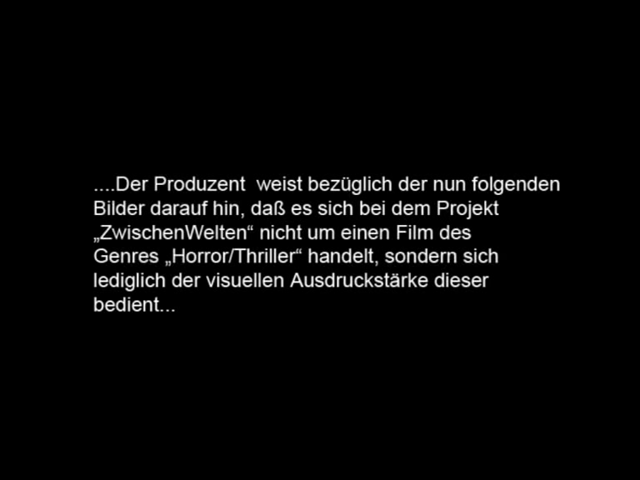 ....Der Produzent  weist bezüglich der nun folgenden
Bilder darauf hin, daß es sich bei dem Projekt
„ZwischenWelten“ nicht um einen Film des
Genres „Horror/Thriller“ handelt, sondern sich
lediglich der visuellen Ausdruckstärke dieser
bedient...